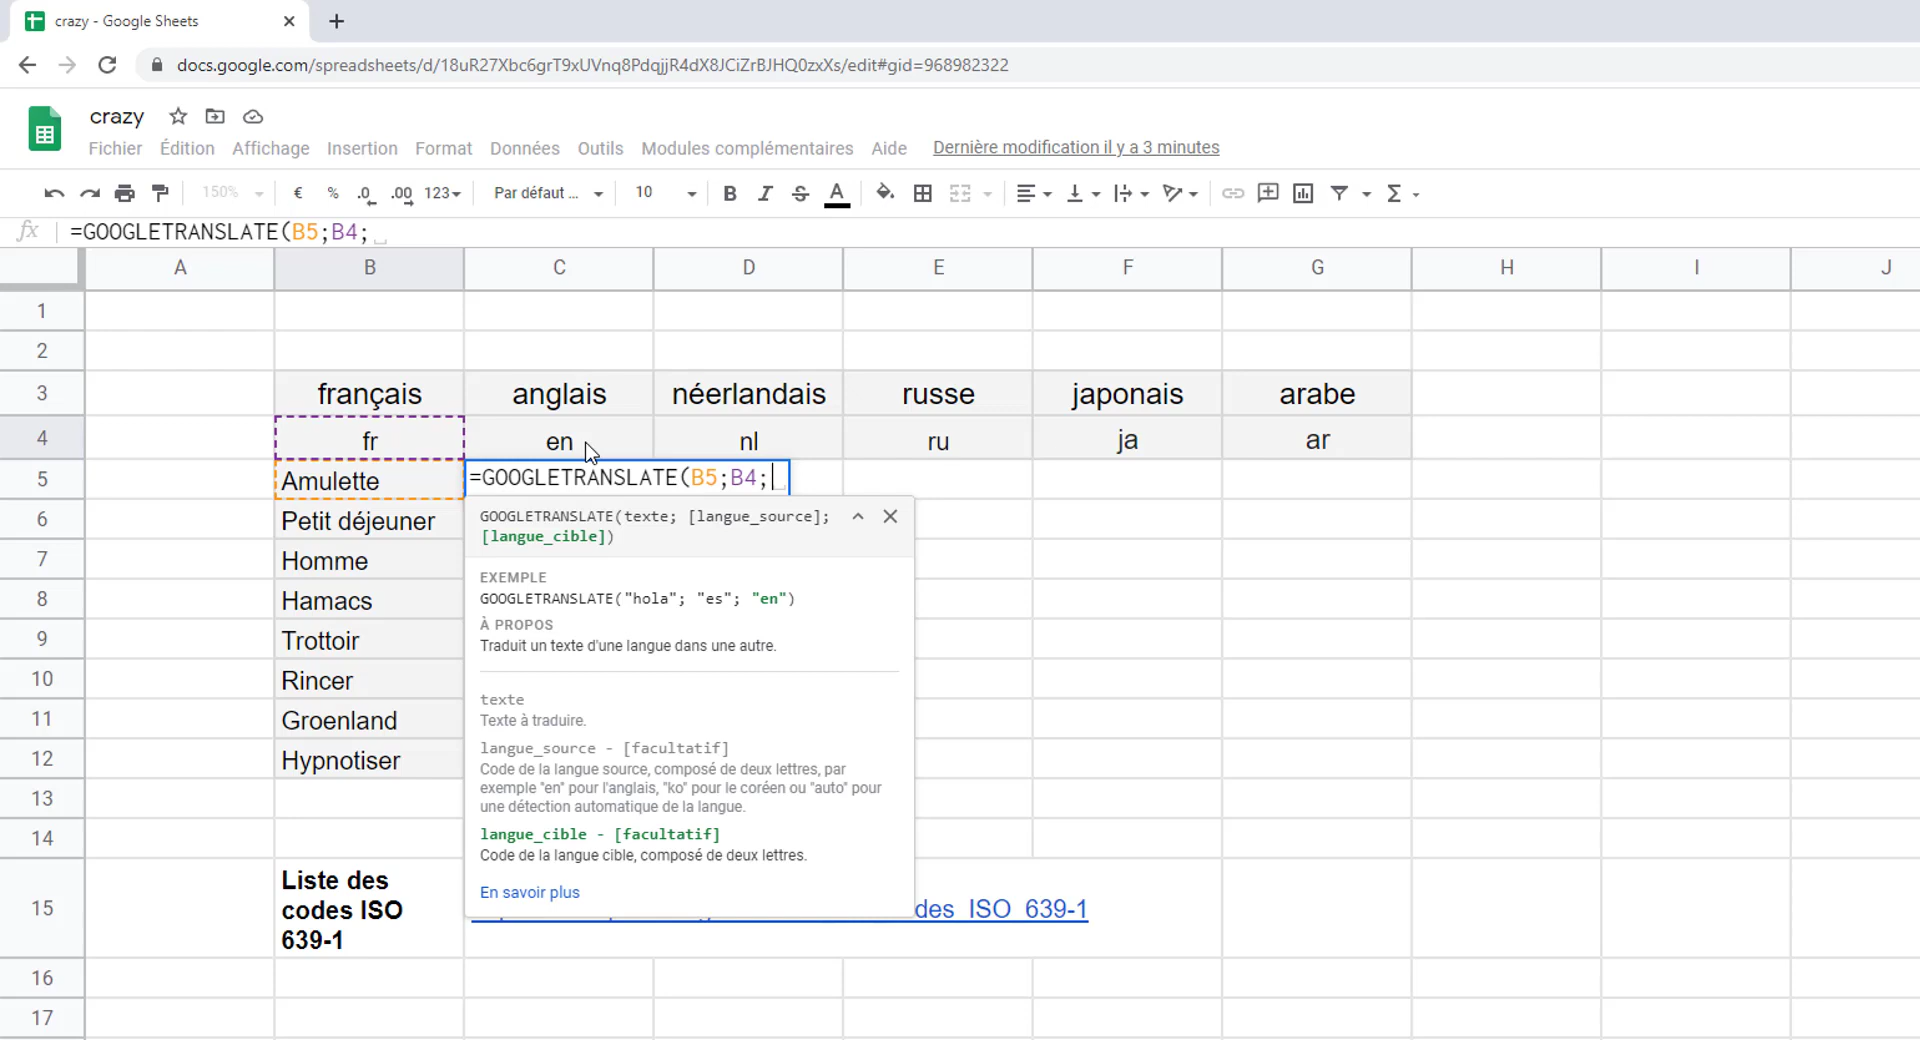 crazy - Google Sheets
docs.google.com/spreadsheets/d/18uR27Xbc6grT9xUVnq8PdqjjR4dX8JCiZrBJHQ0zxXs/edit#gid=968982322
crazy
Fichier Édition Affichage Insertion Format Données Outils Modules complémentaires Aide Dernière modification il y a 3 minutes
150% € % .0 .00 123 Par défaut ... 10 B I S A Σ
fx =GOOGLETRANSLATE(B5;B4;
A B C D E F G H I J
1
2
3 français anglais néerlandais russe japonais arabe
4 fr en nl ru ja ar
5 Amulette =GOOGLETRANSLATE(B5;B4;
6 Petit déjeuner
7 Homme
8 Hamacs
9 Trottoir
10 Rincer
11 Groenland
12 Hypnotiser
13
14
15 Liste des
codes ISO
639-1
des_ISO_639-1
16
17
GOOGLETRANSLATE(texte; [langue_source];
[langue_cible])
EXEMPLE
GOOGLETRANSLATE("hola"; "es"; "en")
À PROPOS
Traduit un texte d'une langue dans une autre.
texte
Texte à traduire.
langue_source - [facultatif]
Code de la langue source, composé de deux lettres, par
exemple "en" pour l'anglais, "ko" pour le coréen ou "auto" pour
une détection automatique de la langue.
langue_cible - [facultatif]
Code de la langue cible, composé de deux lettres.
En savoir plus